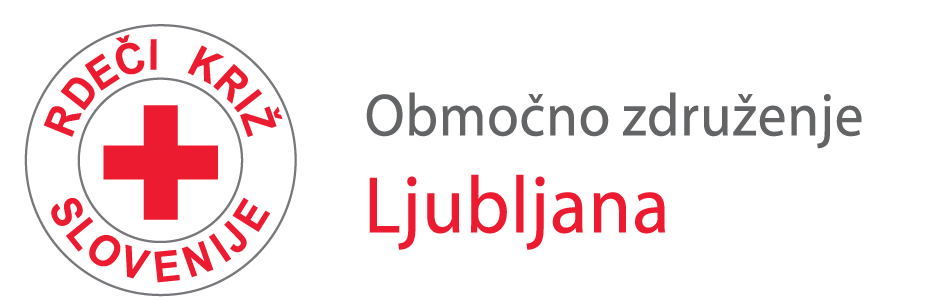 RDEČI KRIŽ
SLOVENIJE
Območno združenje
Ljubljana